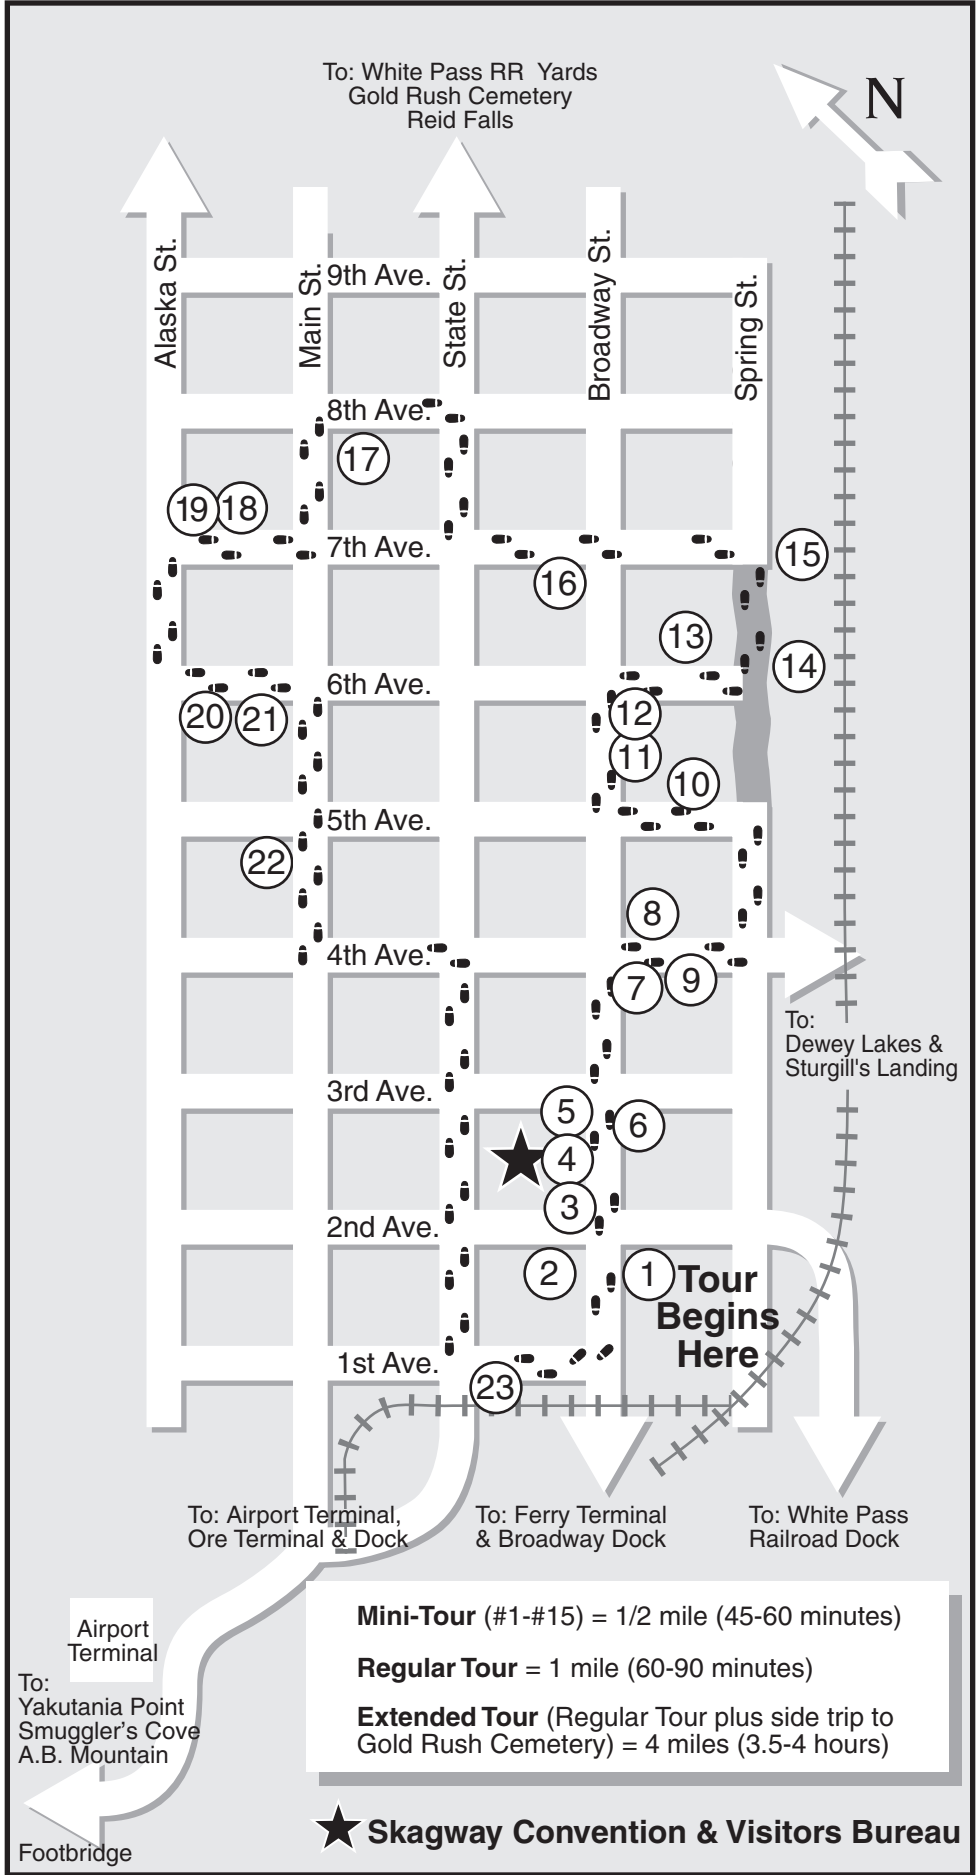 To: White Pass RR Yards
Gold Rush Cemetery
Reid Falls
N
Alaska St.
Main St.
State St.
Broadway St.
Spring St.
9th Ave.
8th Ave.
17
19
18
7th Ave.
15
16
13
14
6th Ave.
20
21
12
11
10
5th Ave.
22
8
4th Ave.
7
9
To:
Dewey Lakes &
Sturgill's Landing
3rd Ave.
5
6
4
3
2nd Ave.
2
1
Tour
Begins
Here
1st Ave.
23
To: Airport Terminal,
Ore Terminal & Dock
To: Ferry Terminal
& Broadway Dock
To: White Pass
Railroad Dock
Airport
Terminal
To:
Yakutania Point
Smuggler's Cove
A.B. Mountain
Footbridge
Mini-Tour (#1-#15) = 1/2 mile (45-60 minutes)
Regular Tour = 1 mile (60-90 minutes)
Extended Tour (Regular Tour plus side trip to
Gold Rush Cemetery) = 4 miles (3.5-4 hours)
Skagway Convention & Visitors Bureau